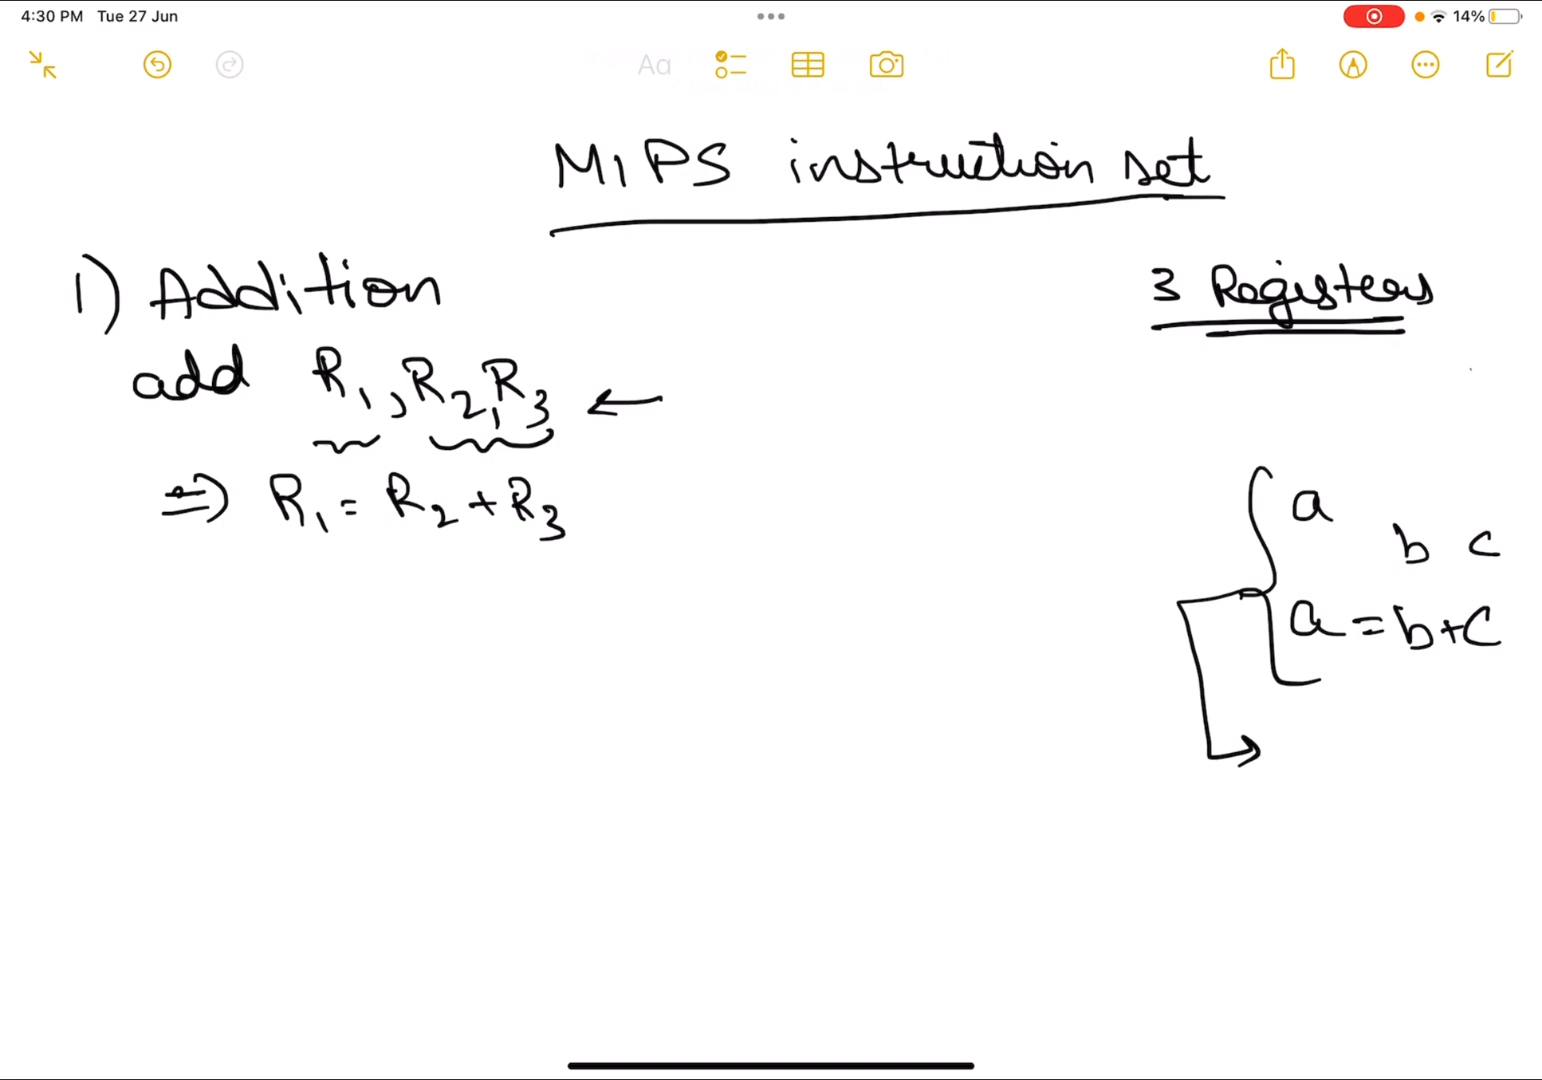 4:30 PM Tue 27 Jun
14%
Aa
MIPS instruction set
1) Addition
3 Registers
add R1, R2, R3 ←
⇒ R1 = R2 + R3
a
b c
a = b+c